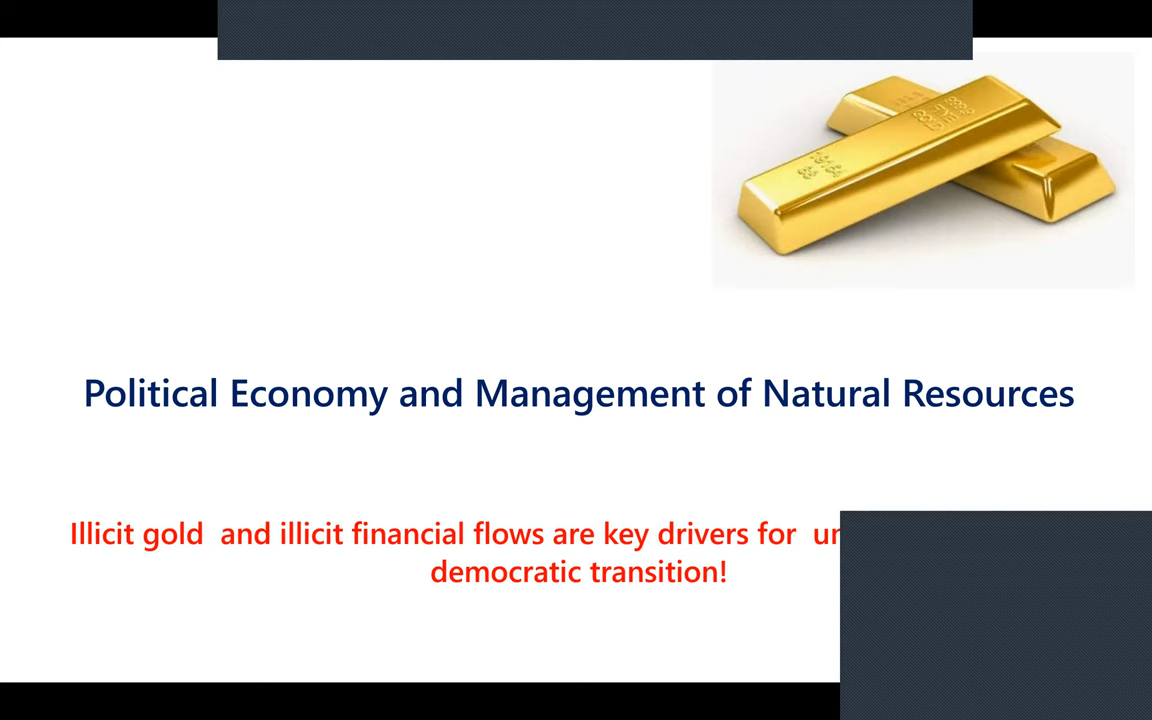 Political Economy and Management of Natural Resources
Illicit gold and illicit financial flows are key drivers for
democratic transition!